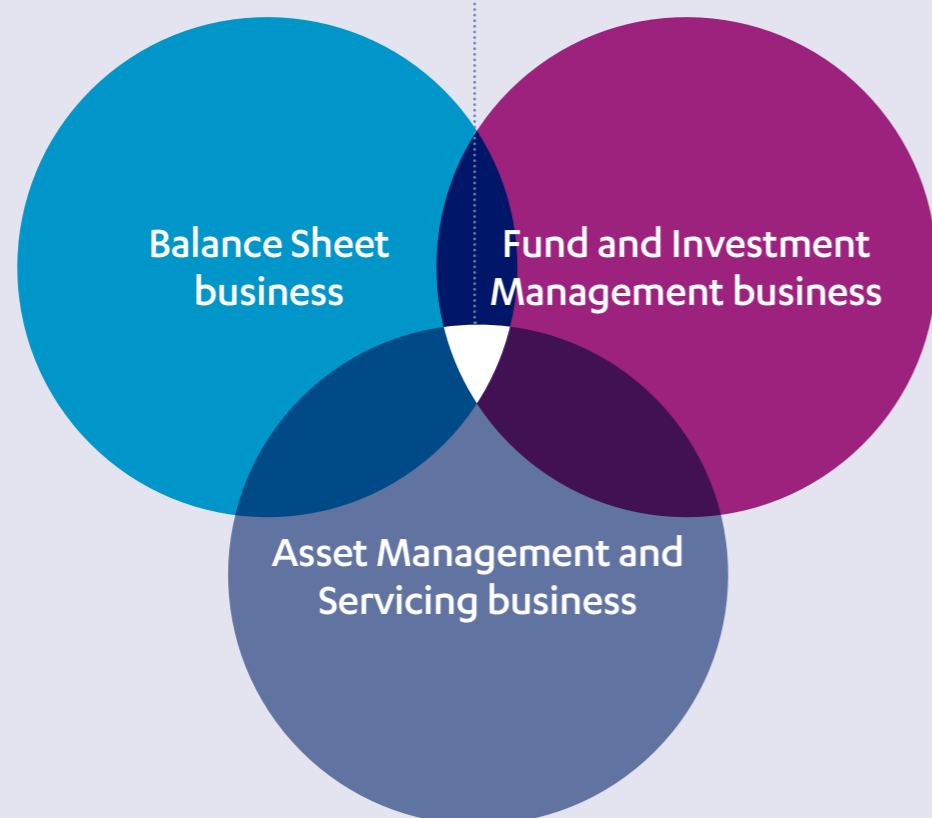 Balance Sheet
business
Fund and Investment
Management business
Asset Management and
Servicing business